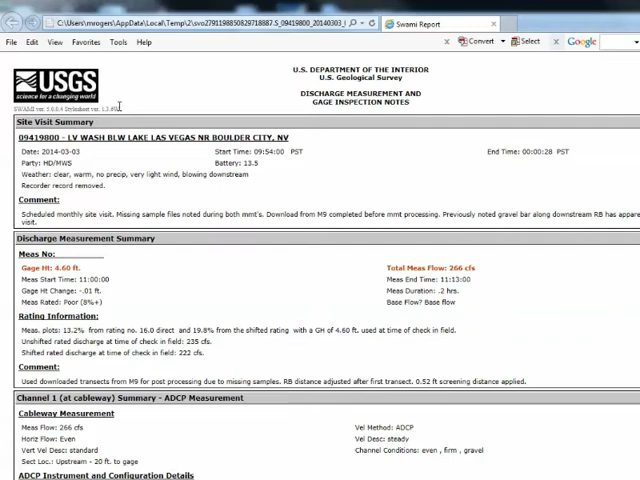 C:\Users\mrogers\AppData\Local\Temp\2\svo2791198850829718887.S_09419800_20140303_
Swami Report
File Edit View Favorites Tools Help
Convert Select Google
USGS
science for a changing world
U.S. DEPARTMENT OF THE INTERIOR
U.S. Geological Survey
DISCHARGE MEASUREMENT AND
GAGE INSPECTION NOTES
SWAMI ver. 5.0.0.4 Stylesheet ver.
Site Visit Summary
09419800 - LV WASH BLW LAKE LAS VEGAS NR BOULDER CITY, NV
Date: 2014-03-03 Start Time: 09:54:00 PST End Time: 00:00:28 PST
Party: HD/MWS Battery: 13.5
Weather: clear, warm, no precip, very light wind, blowing downstream
Recorder record removed.
Comment:
Scheduled monthly site visit. Missing sample files noted during both mmt's. Download from M9 completed before mmt processing. Previously noted gravel bar along downstream RB has appare
visit.
Discharge Measurement Summary
Meas No:
Gage Ht: 4.60 ft. Total Meas Flow: 266 cfs
Meas Start Time: 11:00:00 Meas End Time: 11:13:00
Gage Ht Change: -.01 ft. Meas Duration: .2 hrs.
Meas Rated: Poor (8%+) Base Flow? Base flow
Rating Information:
Meas. plots: 13.2% from rating no. 16.0 direct and 19.8% from the shifted rating with a GH of 4.60 ft. used at time of check in field.
Unshifted rated discharge at time of check in field: 235 cfs.
Shifted rated discharge at time of check in field: 222 cfs.
Comment:
Used downloaded transects from M9 for post processing due to missing samples. RB distance adjusted after first transect. 0.52 ft screening distance applied.
Channel 1 (at cableway) Summary - ADCP Measurement
Cableway Measurement
Meas Flow: 266 cfs Vel Method: ADCP
Horiz Flow: Even Vel Desc: steady
Vert Vel Desc: standard Channel Conditions: even , firm , gravel
Sect Loc.: Upstream - 20 ft. to gage
ADCP Instrument and Configuration Details